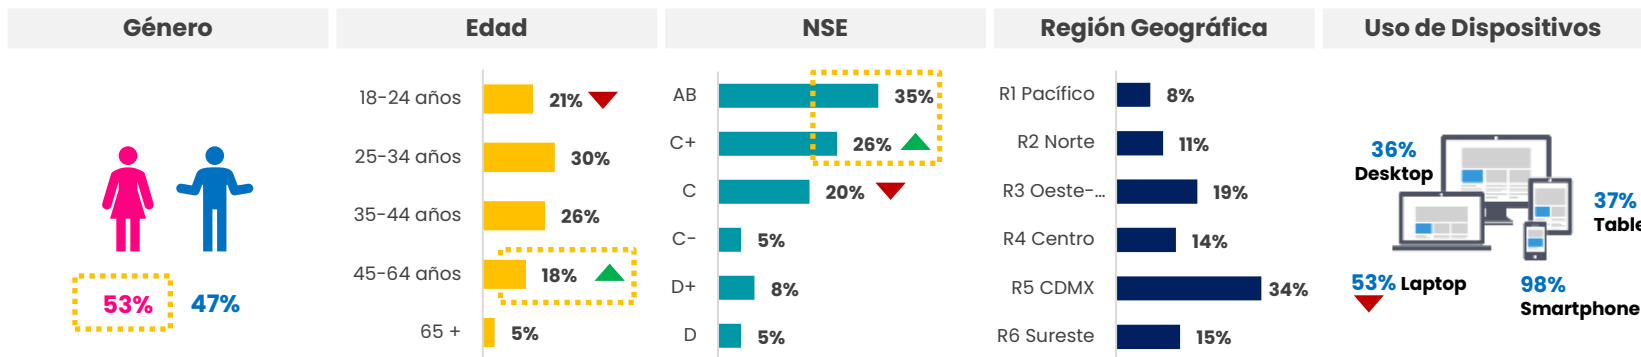 Género
53%
47%
Edad
18-24 años 21%
25-34 años 30%
35-44 años 26%
45-64 años 18%
65 + 5%
NSE
AB 35%
C+ 26%
C 20%
C- 5%
D+ 8%
D 5%
Región Geográfica
R1 Pacífico 8%
R2 Norte 11%
R3 Oeste-... 19%
R4 Centro 14%
R5 CDMX 34%
R6 Sureste 15%
Uso de Dispositivos
36%
Desktop
37%
Table
53% Laptop
98%
Smartphone